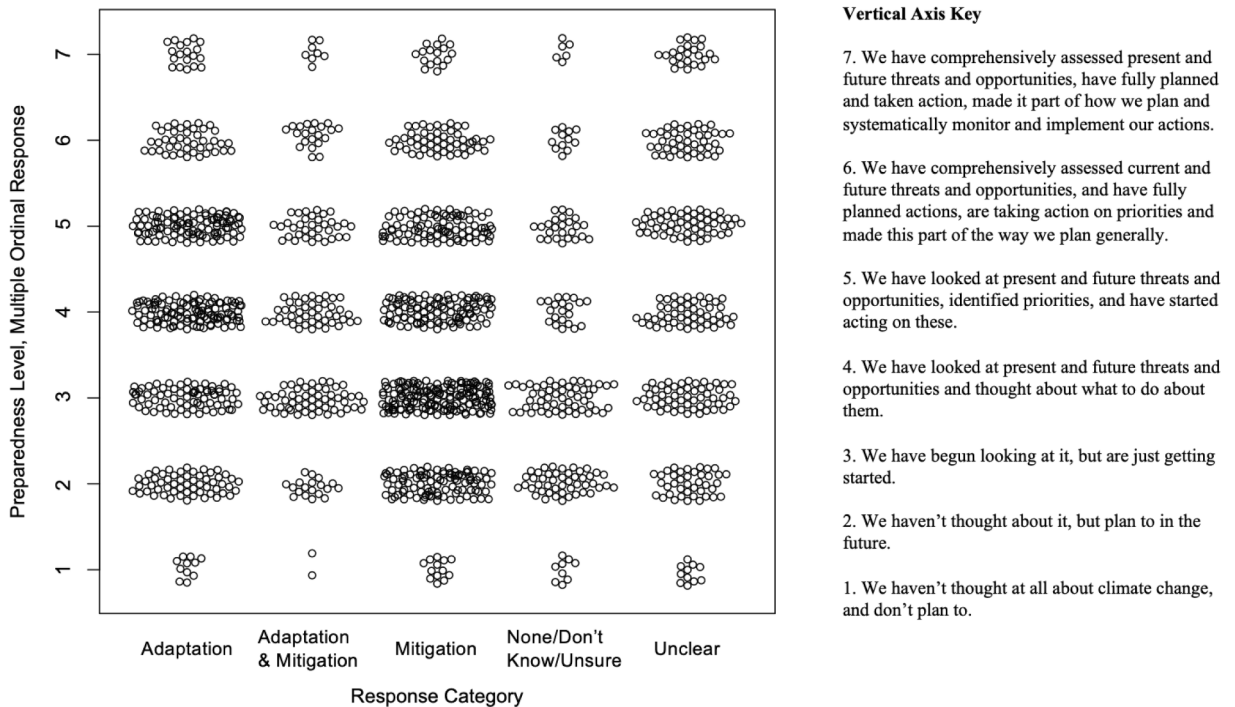 Preparedness Level, Multiple Ordinal Response
7
6
5
4
3
2
1
Adaptation
Adaptation
& Mitigation
Mitigation
None/Don't
Know/Unsure
Unclear
Response Category
Vertical Axis Key
7. We have comprehensively assessed present and
future threats and opportunities, have fully planned
and taken action, made it part of how we plan and
systematically monitor and implement our actions.
6. We have comprehensively assessed current and
future threats and opportunities, and have fully
planned actions, are taking action on priorities and
made this part of the way we plan generally.
5. We have looked at present and future threats and
opportunities, identified priorities, and have started
acting on these.
4. We have looked at present and future threats and
opportunities and thought about what to do about
them.
3. We have begun looking at it, but are just getting
started.
2. We haven’t thought about it, but plan to in the
future.
1. We haven’t thought at all about climate change,
and don’t plan to.